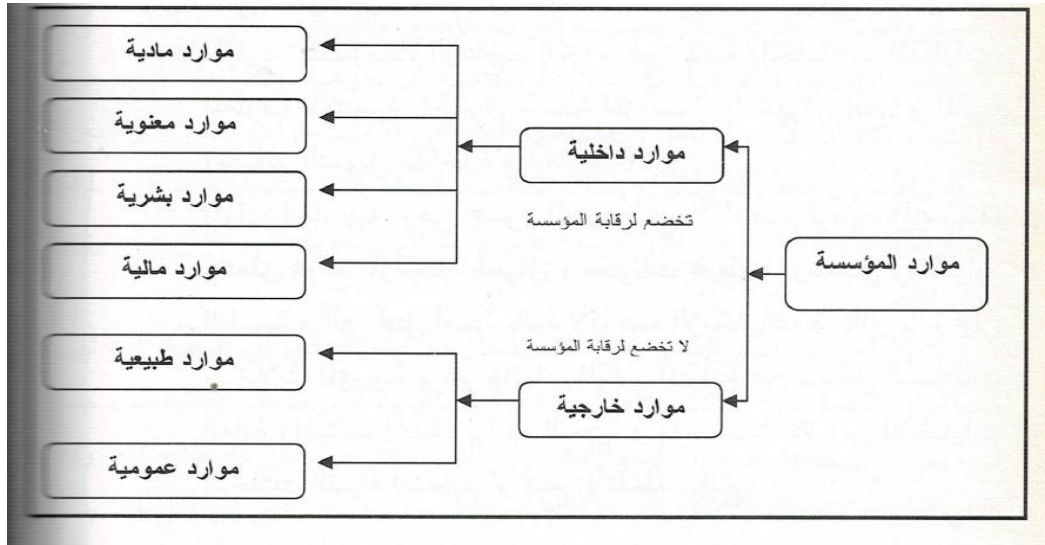 موارد المؤسسة
موارد داخلية
تخضع لرقابة المؤسسة
موارد مادية
موارد معنوية
موارد بشرية
موارد مالية
لا تخضع لرقابة المؤسسة
موارد خارجية
موارد طبيعية
موارد عمومية